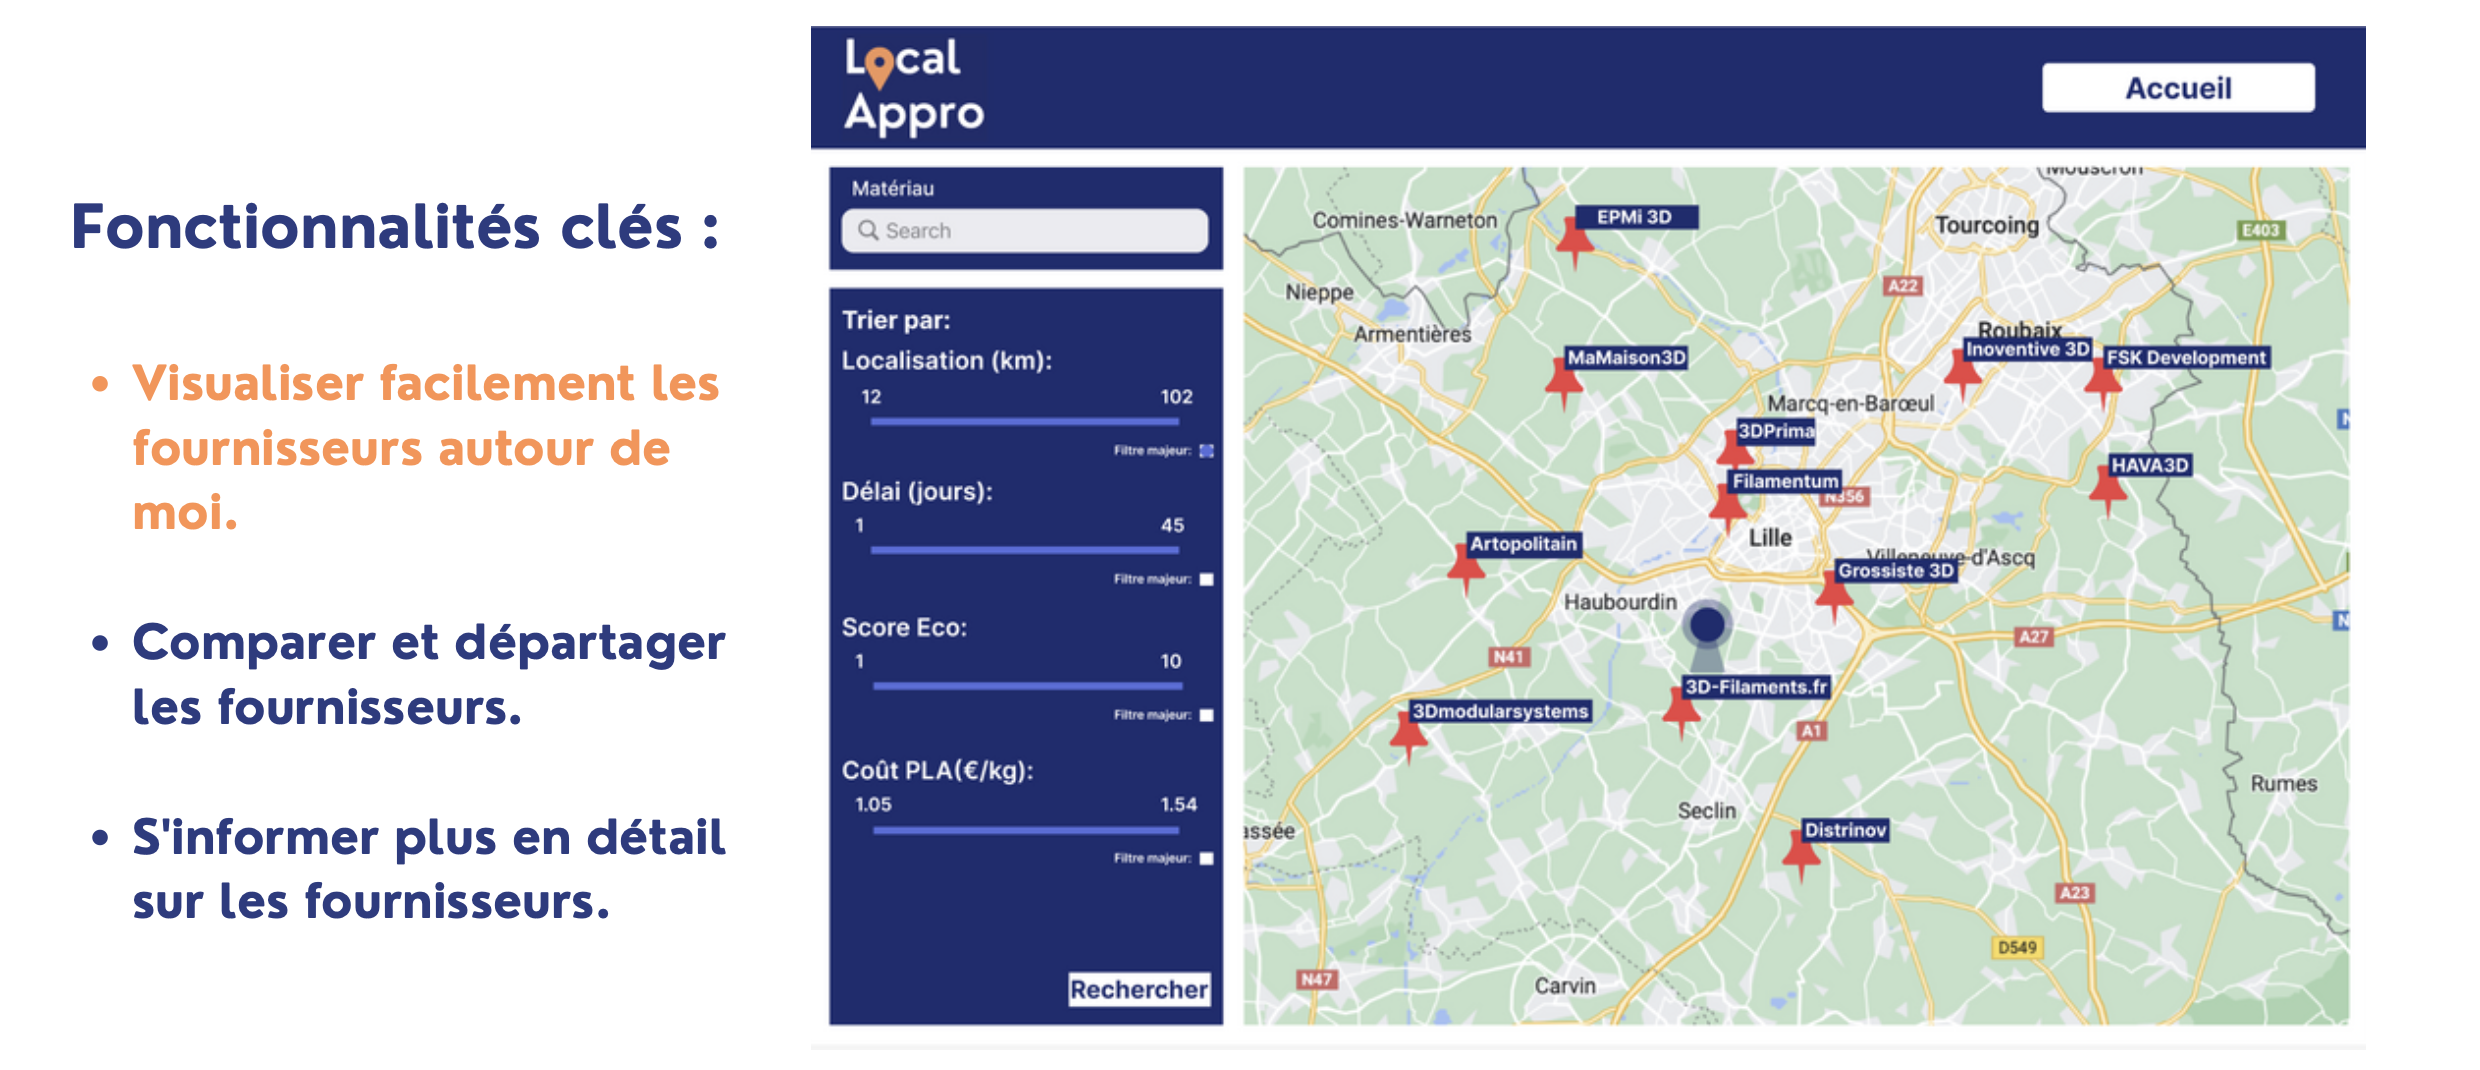 Fonctionnalités clés :
• Visualiser facilement les
fournisseurs autour de
moi.
• Comparer et départager
les fournisseurs.
• S'informer plus en détail
sur les fournisseurs.
Local
Appro
Accueil
Matériau
Search
Trier par:
Localisation (km):
12 102
Filtre majeur:
Délai (jours):
1 45
Filtre majeur:
Score Eco:
1 10
Filtre majeur:
Coût PLA(€/kg):
1.05 1.54
Filtre majeur:
Rechercher
Mouscron
Comines-Warneton
EPMi 3D
Tourcoing
E403
Nieppe
A22
Armentières
Roubaix
Inoventive 3D
MaMaison3D
FSK Development
Marcq-en-Barœul
3DPrima
HAVA3D
Filamentum
N356
Lille
Artopolitain
Villeneuve-d'Ascq
Grossiste 3D
Haubourdin
A27
N41
3D-Filaments.fr
3Dmodularsystems
A1
Rumes
Seclin
assée
Distrinov
A23
D549
N47
Carvin